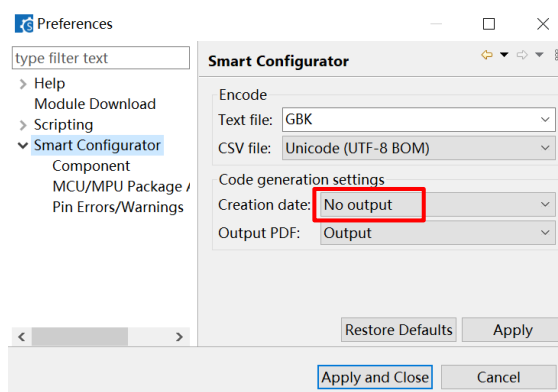 Preferences
type filter text
Help
Module Download
Scripting
Smart Configurator
Component
MCU/MPU Package
Pin Errors/Warnings
Smart Configurator
Encode
Text file: GBK
CSV file: Unicode (UTF-8 BOM)
Code generation settings
Creation date: No output
Output PDF: Output
Restore Defaults Apply
Apply and Close Cancel